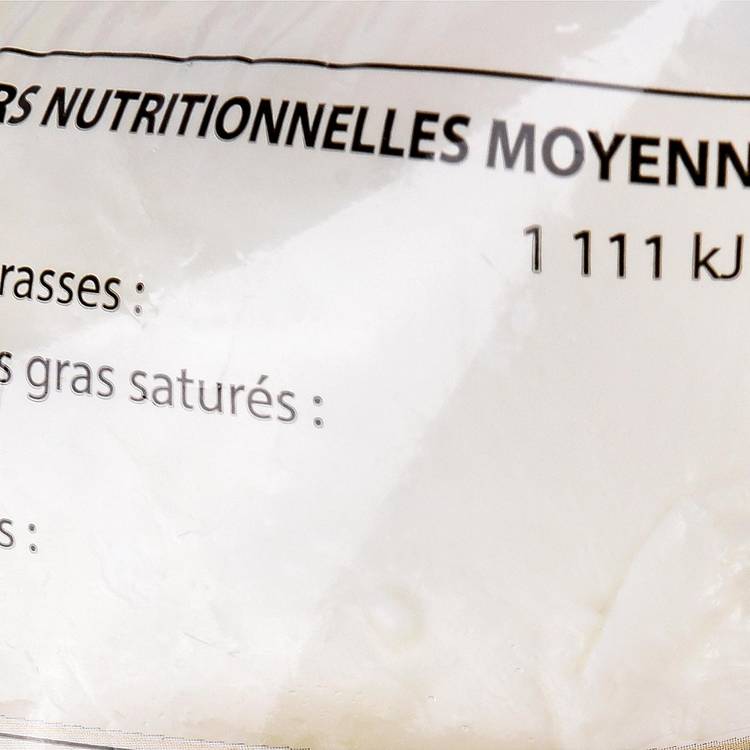 RS NUTRITIONNELLES MOYENN
1 111 kJ
rasses :
s gras saturés :
s :